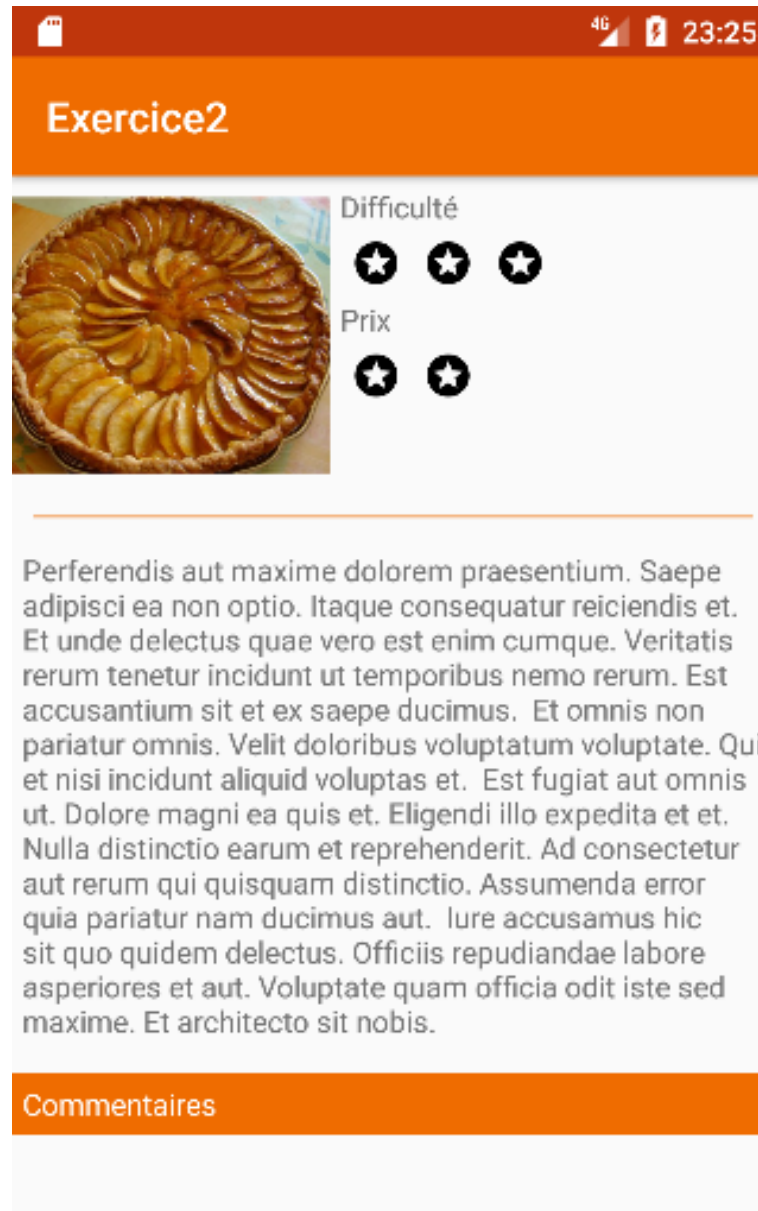 4G 23:25
Exercice2
Difficulté
Prix
Perferendis aut maxime dolorem praesentium. Saepe
adipisci ea non optio. Itaque consequatur reiciendis et.
Et unde delectus quae vero est enim cumque. Veritatis
rerum tenetur incidunt ut temporibus nemo rerum. Est
accusantium sit et ex saepe ducimus.  Et omnis non
pariatur omnis. Velit doloribus voluptatum voluptate. Qui
et nisi incidunt aliquid voluptas et.  Est fugiat aut omnis
ut. Dolore magni ea quis et. Eligendi illo expedita et et.
Nulla distinctio earum et reprehenderit. Ad consectetur
aut rerum qui quisquam distinctio. Assumenda error
quia pariatur nam ducimus aut.  Iure accusamus hic
sit quo quidem delectus. Officiis repudiandae labore
asperiores et aut. Voluptate quam officia odit iste sed
maxime. Et architecto sit nobis.
Commentaires